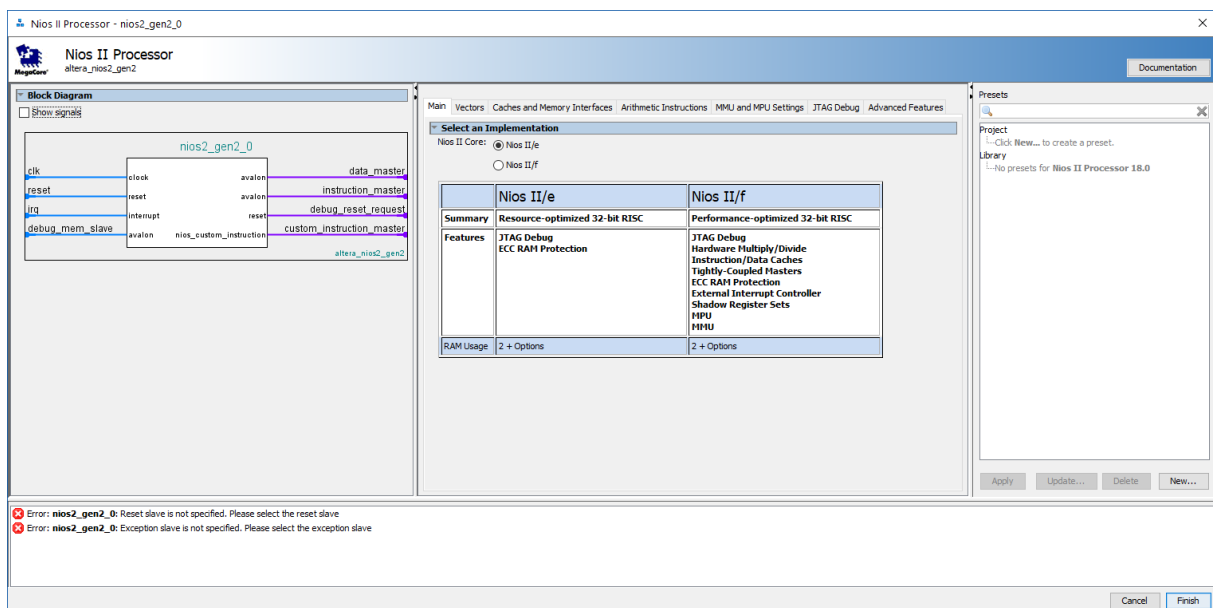 Nios II Processor - nios2_gen2_0
Nios II Processor
altera_nios2_gen2
MegaCore'
Documentation
Block Diagram
Show signals
nios2_gen2_0
clk
clock
avalon
data_master
reset
reset
avalon
instruction_master
irq
interrupt
reset
debug_reset_request
debug_mem_slave
avalon
nios_custom_instruction
custom_instruction_master
altera_nios2_gen2
Main Vectors Caches and Memory Interfaces Arithmetic Instructions MMU and MPU Settings JTAG Debug Advanced Features
Select an Implementation
Nios II Core: Nios II/e
Nios II/f
Nios II/e Nios II/f
Summary Resource-optimized 32-bit RISC Performance-optimized 32-bit RISC
Features JTAG Debug
ECC RAM Protection
JTAG Debug
Hardware Multiply/Divide
Instruction/Data Caches
Tightly-Coupled Masters
ECC RAM Protection
External Interrupt Controller
Shadow Register Sets
MPU
MMU
RAM Usage 2 + Options 2 + Options
Presets
Project
Click New... to create a preset.
Library
No presets for Nios II Processor 18.0
Apply Update... Delete New...
Error: nios2_gen2_0: Reset slave is not specified. Please select the reset slave
Error: nios2_gen2_0: Exception slave is not specified. Please select the exception slave
Cancel Finish